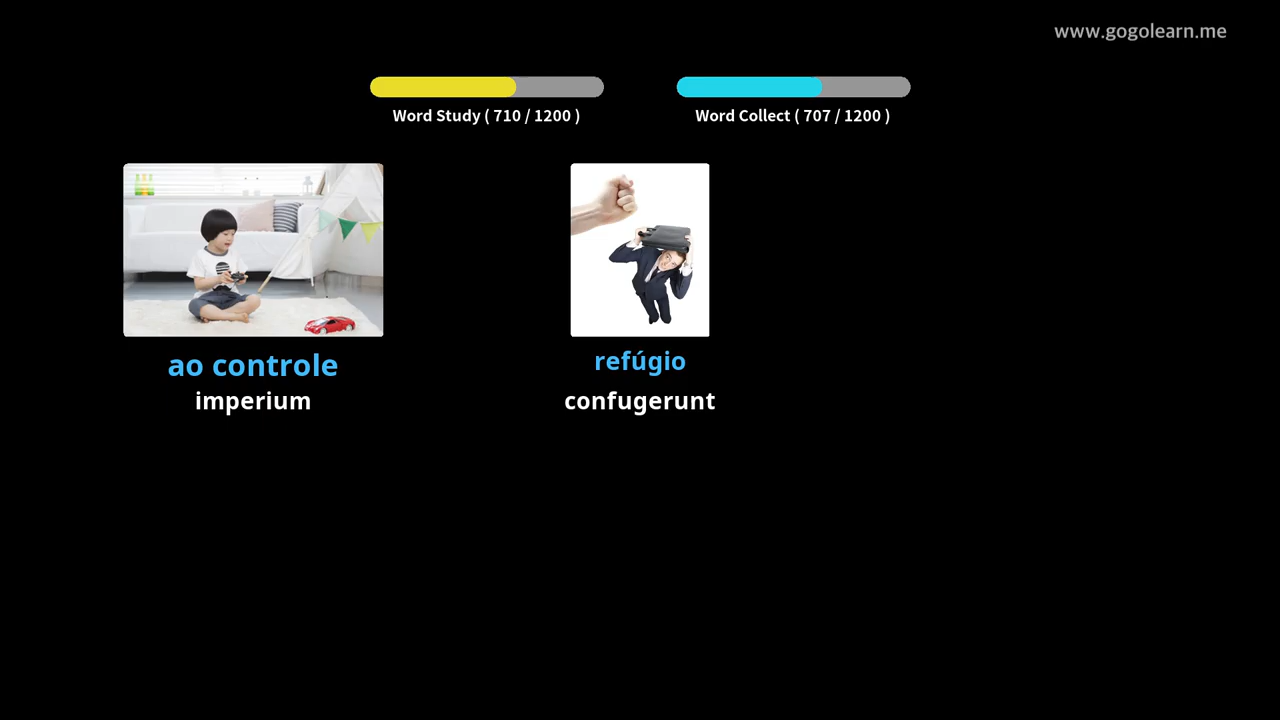 www.gogolearn.me
Word Study ( 710 / 1200 )
Word Collect ( 707 / 1200 )
ao controle
imperium
refúgio
confugerunt